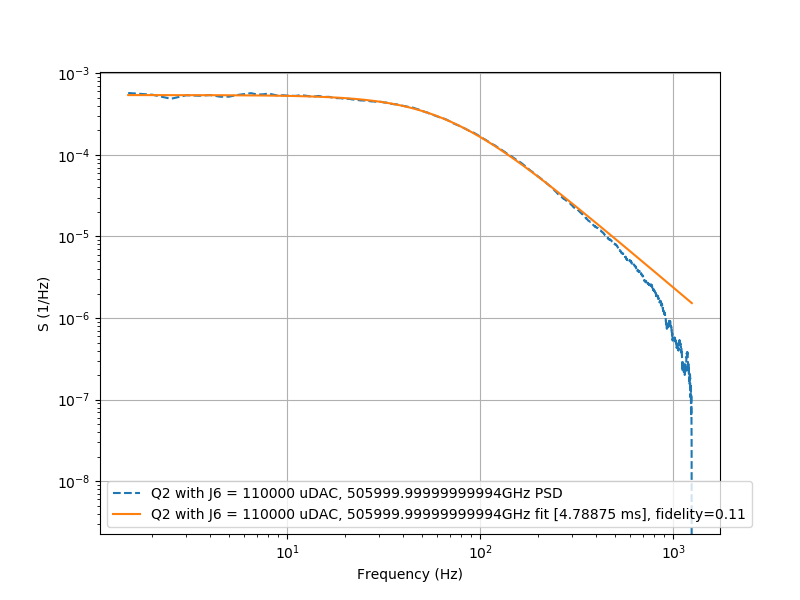 10⁻³
10⁻⁴
10⁻⁵
10⁻⁶
10⁻⁷
10⁻⁸
S (1/Hz)
Q2 with J6 = 110000 uDAC, 505999.99999999994GHz PSD
Q2 with J6 = 110000 uDAC, 505999.99999999994GHz fit [4.78875 ms], fidelity=0.11
10¹ 10² 10³
Frequency (Hz)